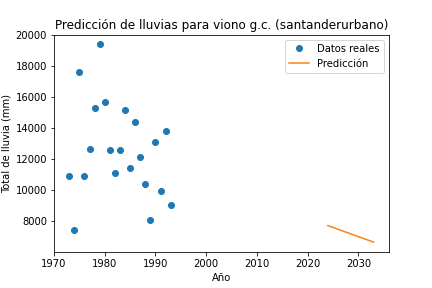 Predicción de lluvias para viono g.c. (santanderurbano)
Total de lluvia (mm)
20000
18000
16000
14000
12000
10000
8000
Datos reales
Predicción
1970
1980
1990
2000
2010
2020
2030
Año